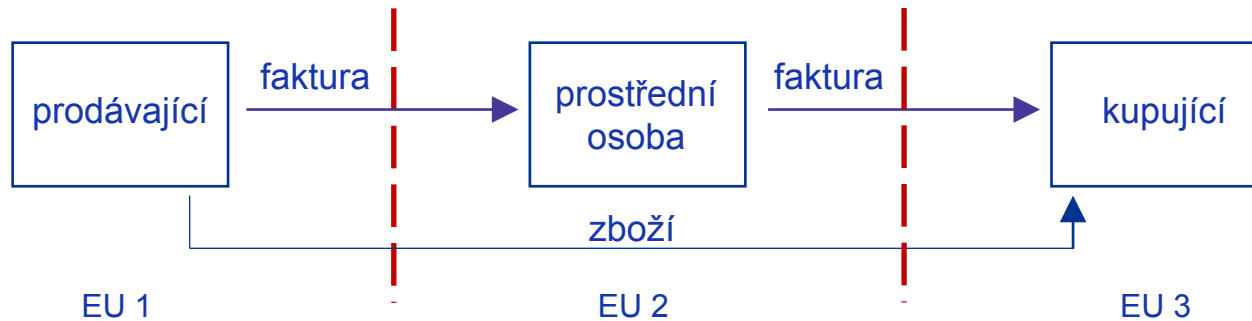 prodávající
faktura
prostřední
osoba
faktura
kupující
zboží
EU 1
EU 2
EU 3